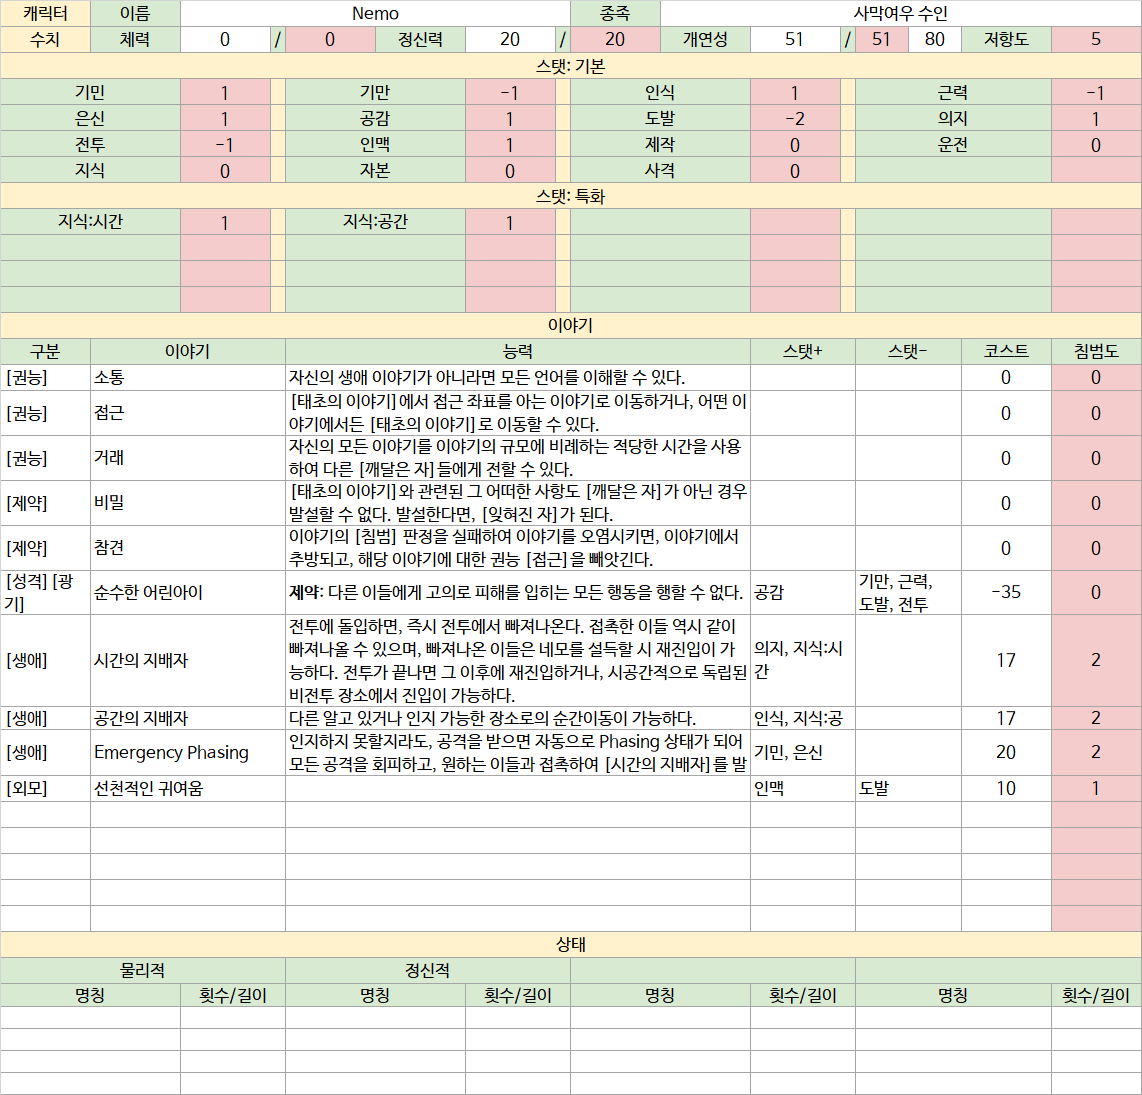 캐릭터 이름 Nemo 종족 사막여우 수인
수치 체력 0 / 0 정신력 20 / 20 개연성 51 / 51 80 저항도 5
스탯: 기본
기민 1 기만 -1 인식 1 근력 -1
은신 1 공감 1 도발 -2 의지 1
전투 -1 인맥 1 제작 0 운전 0
지식 0 자본 0 사격 0
스탯: 특화
지식:시간 1 지식:공간 1
이야기
구분 이야기 능력 스탯+ 스탯- 코스트 침범도
[권능] 소통 자신의 생애 이야기가 아니라면 모든 언어를 이해할 수 있다. 0 0
[권능] 접근 [태초의 이야기]에서 접근 좌표를 아는 이야기로 이동하거나, 어떤 이
야기에서든 [태초의 이야기]로 이동할 수 있다. 0 0
[권능] 거래 자신의 모든 이야기를 이야기의 규모에 비례하는 적당한 시간을 사용
하여 다른 [깨달은 자]들에게 전할 수 있다. 0 0
[제약] 비밀 [태초의 이야기]와 관련된 그 어떠한 사항도 [깨달은 자]가 아닌 경우
발설할 수 없다. 발설한다면, [잊혀진 자]가 된다. 0 0
[제약] 참견 이야기의 [침범] 판정을 실패하여 이야기를 오염시키면, 이야기에서
추방되고, 해당 이야기에 대한 권능 [접근]을 빼앗긴다. 0 0
[성격] [광
기] 순수한 어린아이 제약: 다른 이들에게 고의로 피해를 입히는 모든 행동을 행할 수 없다. 공감 기만, 근력,
도발, 전투 -35 0
[생애] 시간의 지배자 전투에 돌입하면, 즉시 전투에서 빠져나온다. 접촉한 이들 역시 같이
빠져나올 수 있으며, 빠져나온 이들은 네모를 설득할 시 재진입이 가
능하다. 전투가 끝나면 그 이후에 재진입하거나, 시공간적으로 독립된
비전투 장소에서 진입이 가능하다. 의지, 지식:시
간 17 2
[생애] 공간의 지배자 다른 알고 있거나 인지 가능한 장소로의 순간이동이 가능하다. 인식, 지식:공 17 2
[생애] Emergency Phasing 인지하지 못할지라도, 공격을 받으면 자동으로 Phasing 상태가 되어
모든 공격을 회피하고, 원하는 이들과 접촉하여 [시간의 지배자]를 발 기민, 은신 20 2
[외모] 선천적인 귀여움 인맥 도발 10 1
상태
물리적 정신적
명칭 횟수/길이 명칭 횟수/길이 명칭 횟수/길이 명칭 횟수/길이